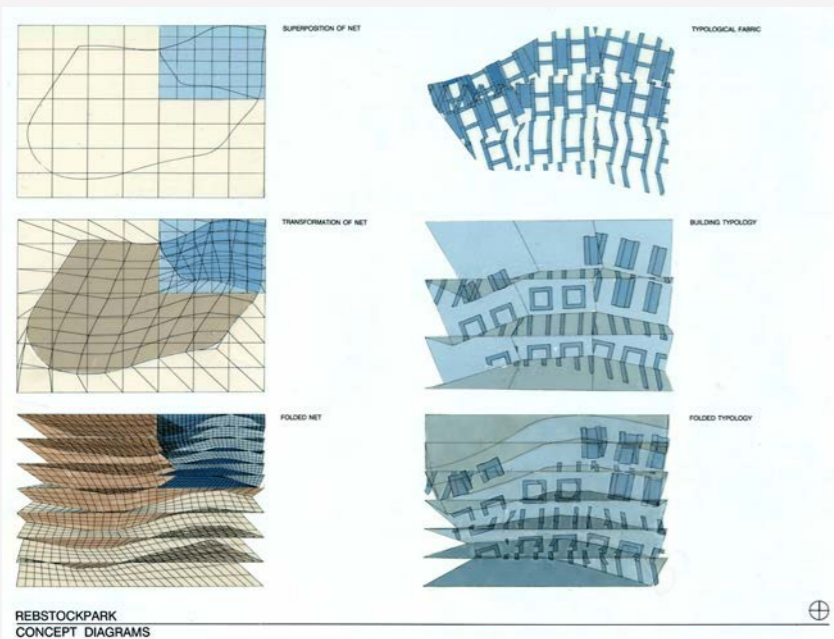 SUPERPOSITION OF NET
TYPOLOGICAL FABRIC
TRANSFORMATION OF NET
BUILDING TYPOLOGY
FOLDED NET
FOLDED TYPOLOGY
REBSTOCKPARK
CONCEPT DIAGRAMS